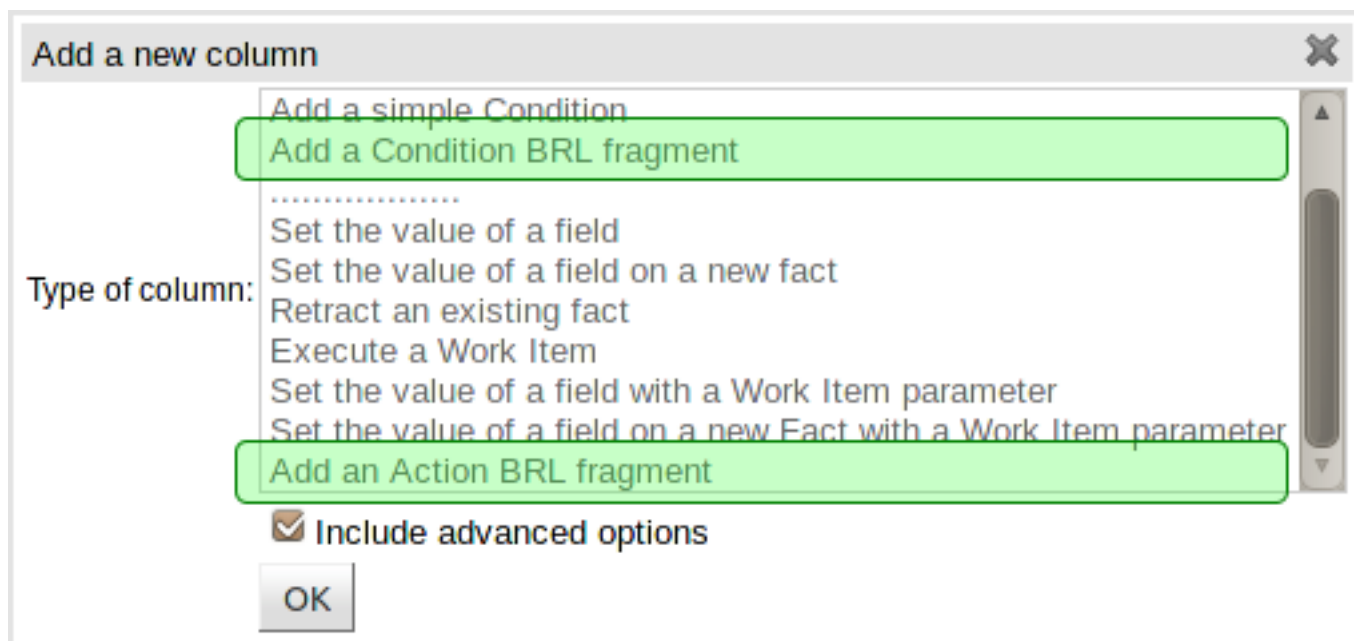 Add a new column
Add a simple Condition
Add a Condition BRL fragment
..................
Set the value of a field
Set the value of a field on a new fact
Type of column:
Retract an existing fact
Execute a Work Item
Set the value of a field with a Work Item parameter
Set the value of a field on a new Fact with a Work Item parameter
Add an Action BRL fragment
Include advanced options
OK